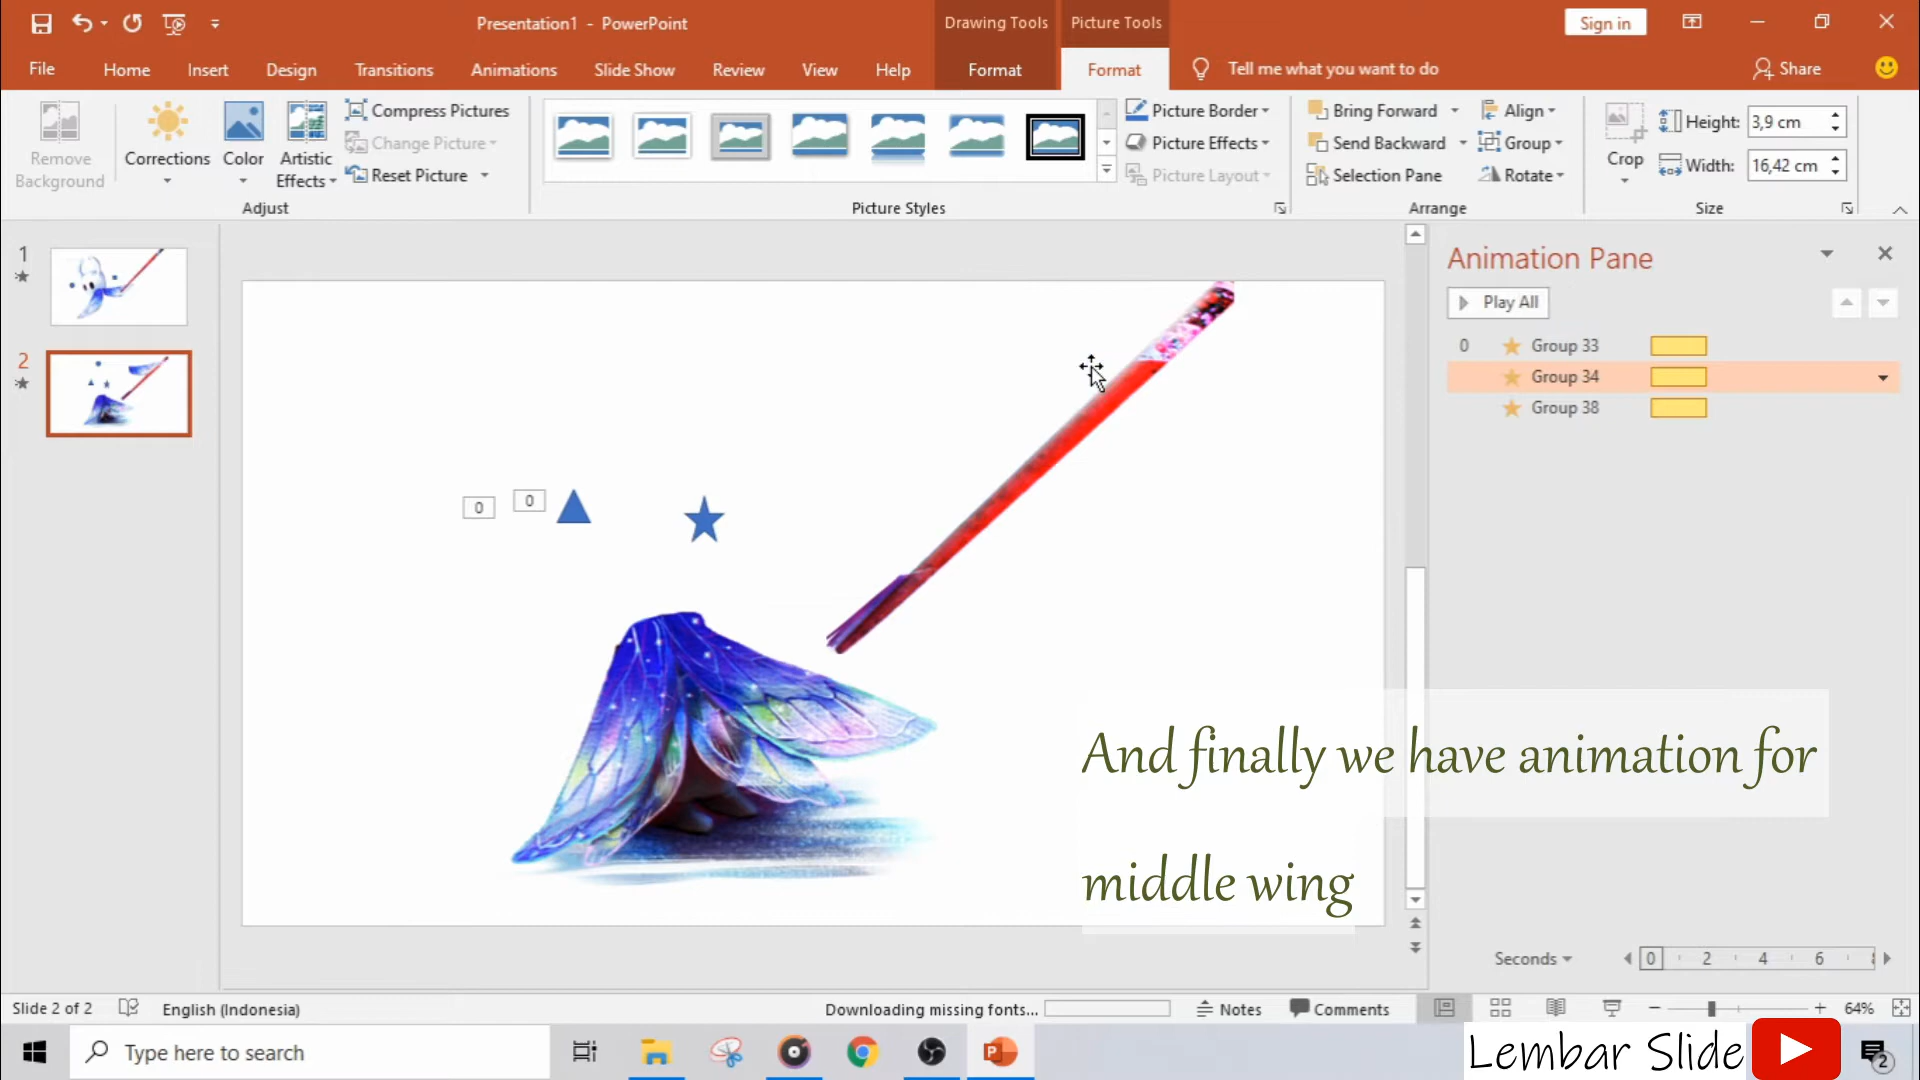 Presentation1 - PowerPoint
Drawing Tools
Picture Tools
Sign in
File
Home
Insert
Design
Transitions
Animations
Slide Show
Review
View
Help
Format
Format
Tell me what you want to do
Share
Remove Background
Corrections
Color
Artistic Effects
Compress Pictures
Change Picture
Reset Picture
Adjust
Picture Styles
Picture Border
Picture Effects
Picture Layout
Bring Forward
Send Backward
Selection Pane
Align
Group
Rotate
Arrange
Crop
Height: 3,9 cm
Width: 16,42 cm
Size
1
2
0
0
Animation Pane
Play All
0 Group 33
Group 34
Group 38
And finally we have animation for
middle wing
Seconds
0 2 4 6
Slide 2 of 2
English (Indonesia)
Downloading missing fonts...
Notes
Comments
64%
Type here to search
Lembar Slide
2